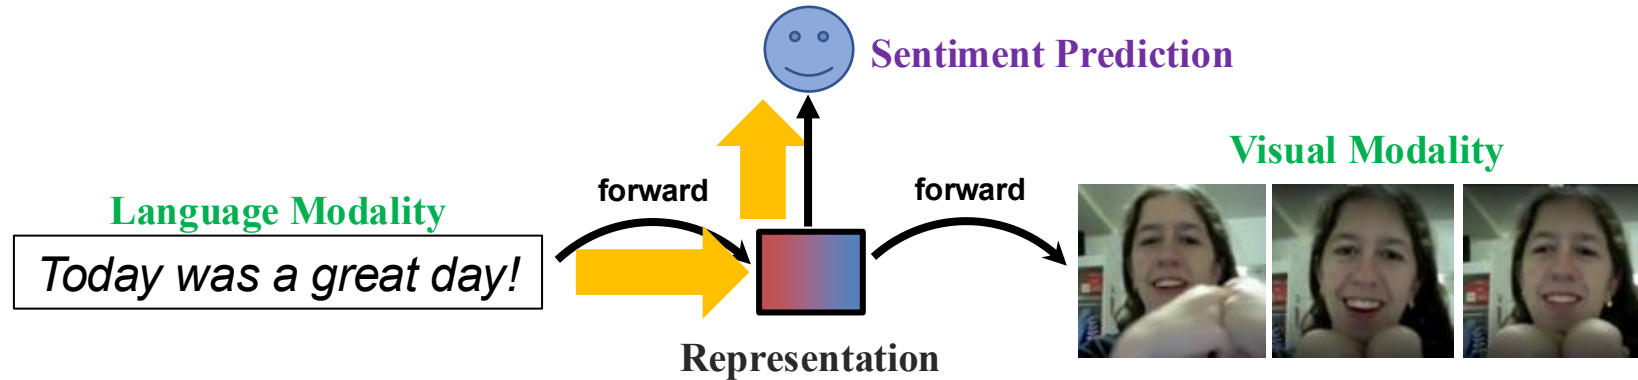 Sentiment Prediction
Visual Modality
forward
forward
Language Modality
Today was a great day!
Representation